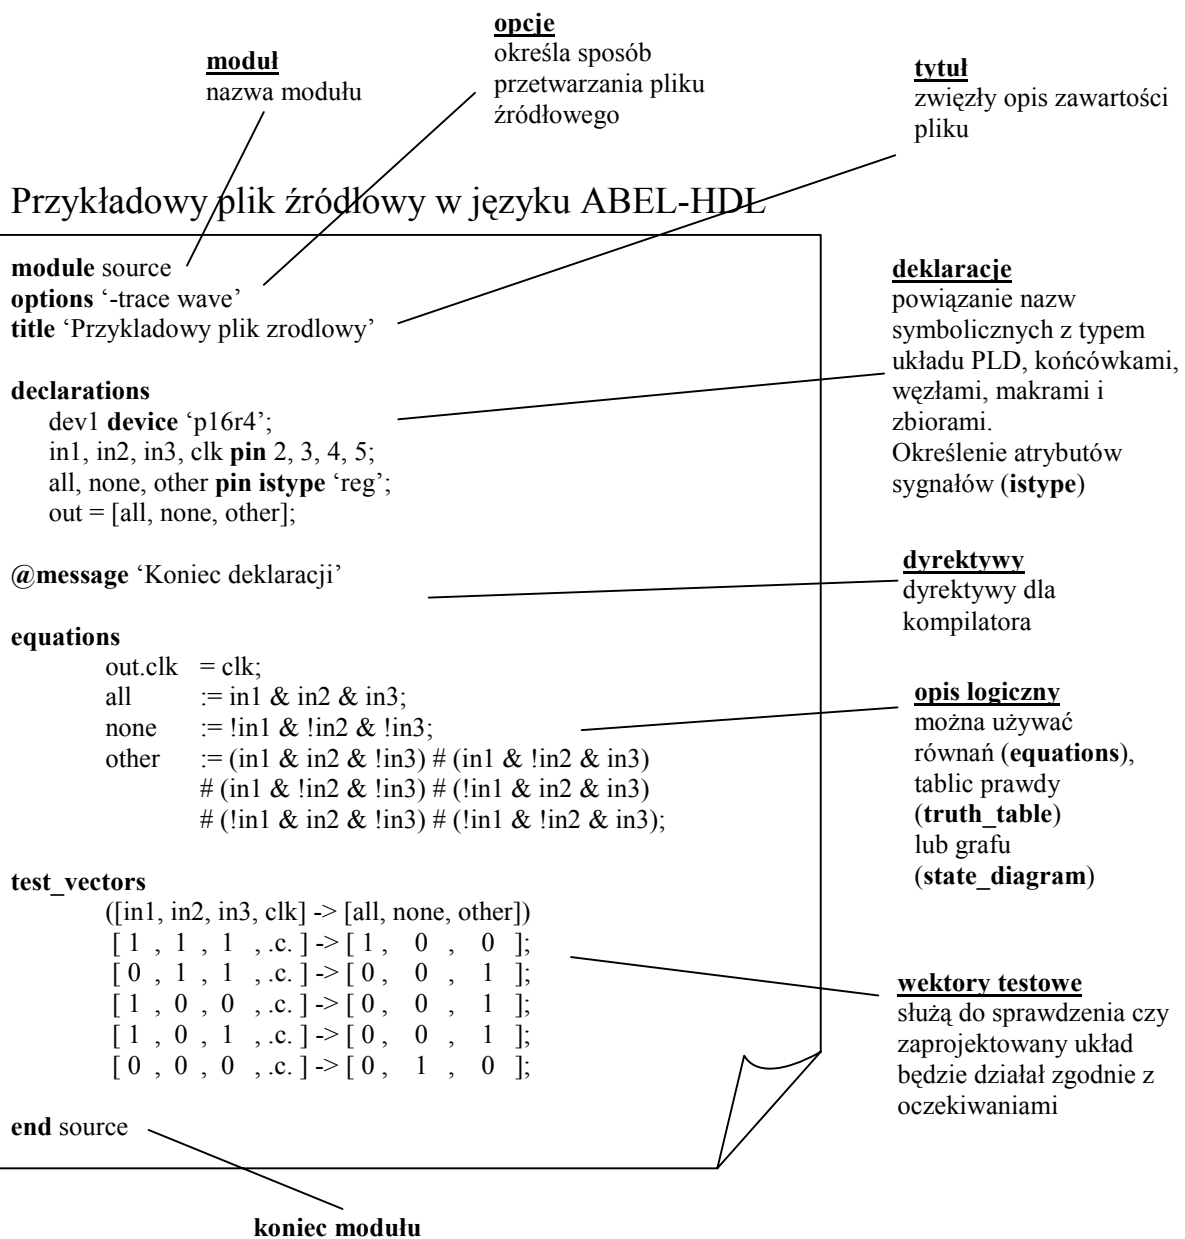 opcje
określa sposób
przetwarzania pliku
źródłowego
moduł
nazwa modułu
tytuł
zwięzły opis zawartości
pliku
Przykładowy plik źródłowy w języku ABEL-HDL
module source
options ‘-trace wave’
title ‘Przykladowy plik zrodlowy’
declarations
dev1 device ‘p16r4’;
in1, in2, in3, clk pin 2, 3, 4, 5;
all, none, other pin istype ‘reg’;
out = [all, none, other];
@message ‘Koniec deklaracji’
equations
out.clk = clk;
all := in1 & in2 & in3;
none := !in1 & !in2 & !in3;
other := (in1 & in2 & !in3) # (in1 & !in2 & in3)
# (in1 & !in2 & !in3) # (!in1 & in2 & in3)
# (!in1 & in2 & !in3) # (!in1 & !in2 & in3);
test_vectors
([in1, in2, in3, clk] -> [all, none, other])
[ 1 , 1 , 1 , .c. ] -> [ 1 , 0 , 0 ];
[ 0 , 1 , 1 , .c. ] -> [ 0 , 0 , 1 ];
[ 1 , 0 , 0 , .c. ] -> [ 0 , 0 , 1 ];
[ 1 , 0 , 1 , .c. ] -> [ 0 , 0 , 1 ];
[ 0 , 0 , 0 , .c. ] -> [ 0 , 1 , 0 ];
end source
deklaracje
powiązanie nazw
symbolicznych z typem
układu PLD, końcówkami,
węzłami, makrami i
zbiorami.
Określenie atrybutów
sygnałów (istype)
dyrektywy
dyrektywy dla
kompilatora
opis logiczny
można używać
równań (equations),
tablic prawdy
(truth_table)
lub grafu
(state_diagram)
wektory testowe
służą do sprawdzenia czy
zaprojektowany układ
będzie działał zgodnie z
oczekiwaniami
koniec modułu